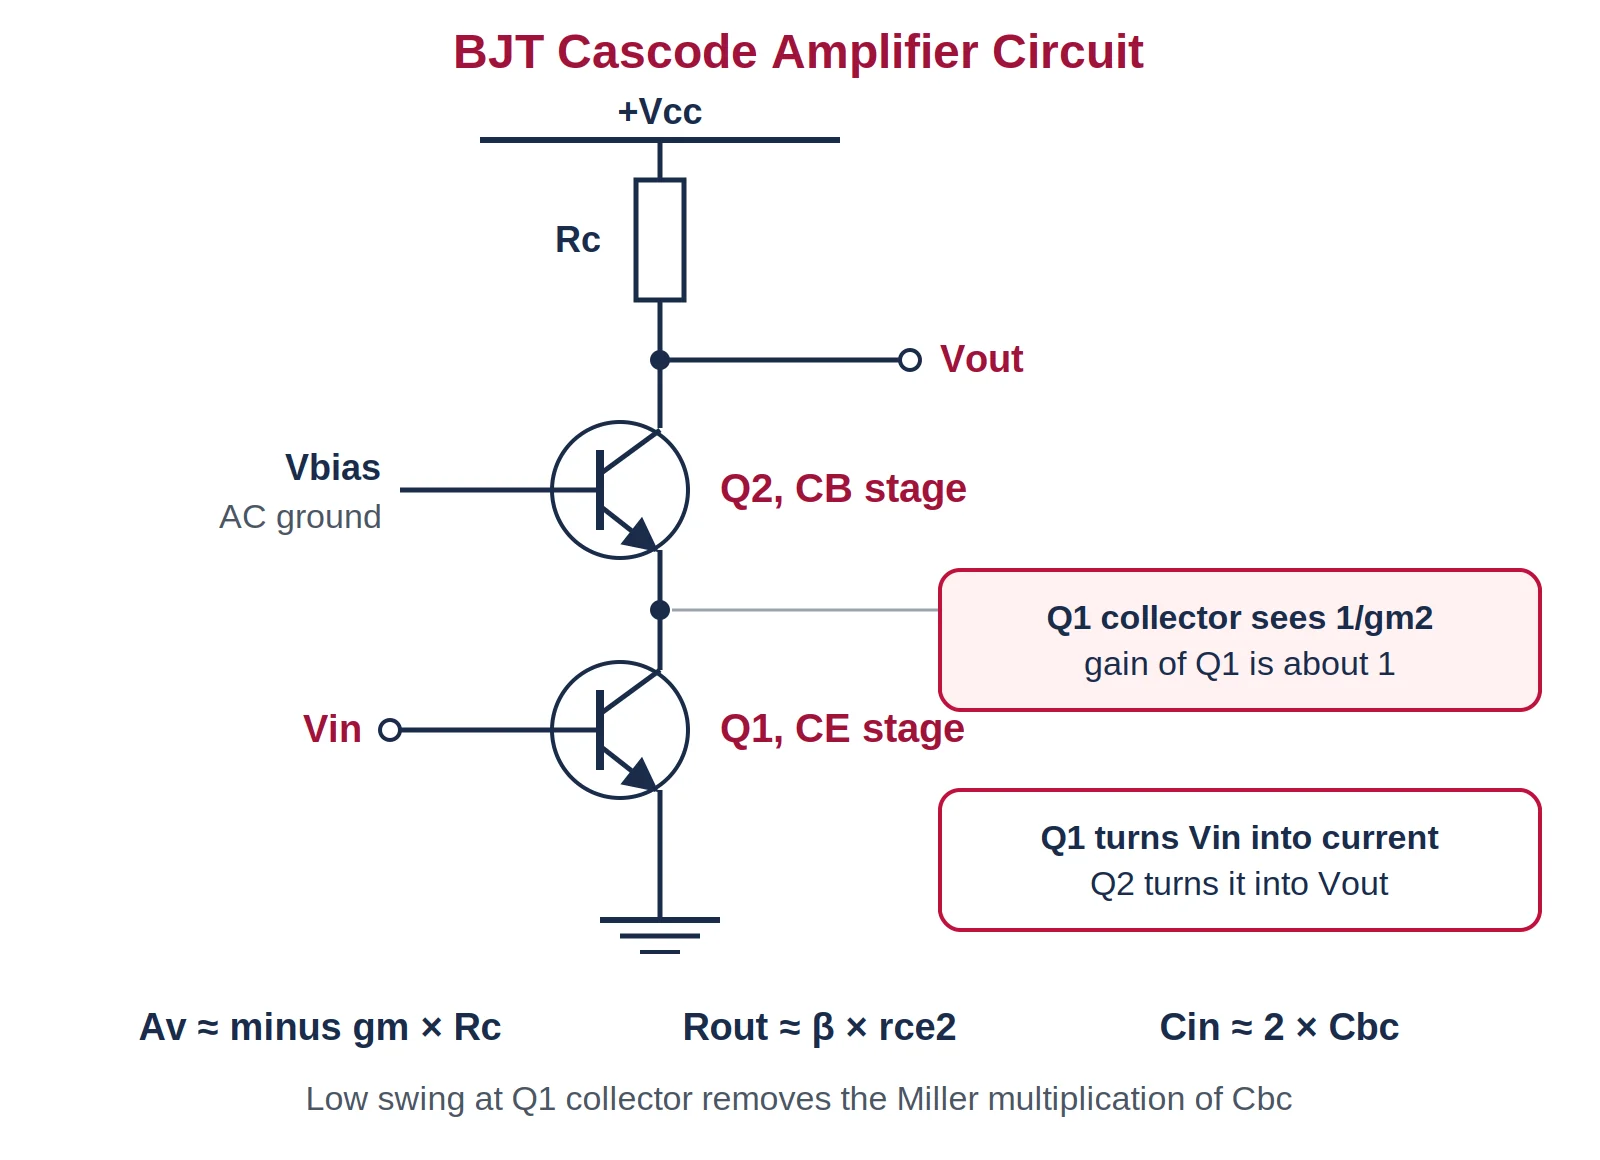 BJT Cascode Amplifier Circuit
+Vcc
Rc
Vout
Vbias
AC ground
Q2, CB stage
Q1 collector sees 1/gm2
gain of Q1 is about 1
Vin
Q1, CE stage
Q1 turns Vin into current
Q2 turns it into Vout
Av ≈ minus gm × Rc
Rout ≈ β × rce2
Cin ≈ 2 × Cbc
Low swing at Q1 collector removes the Miller multiplication of Cbc